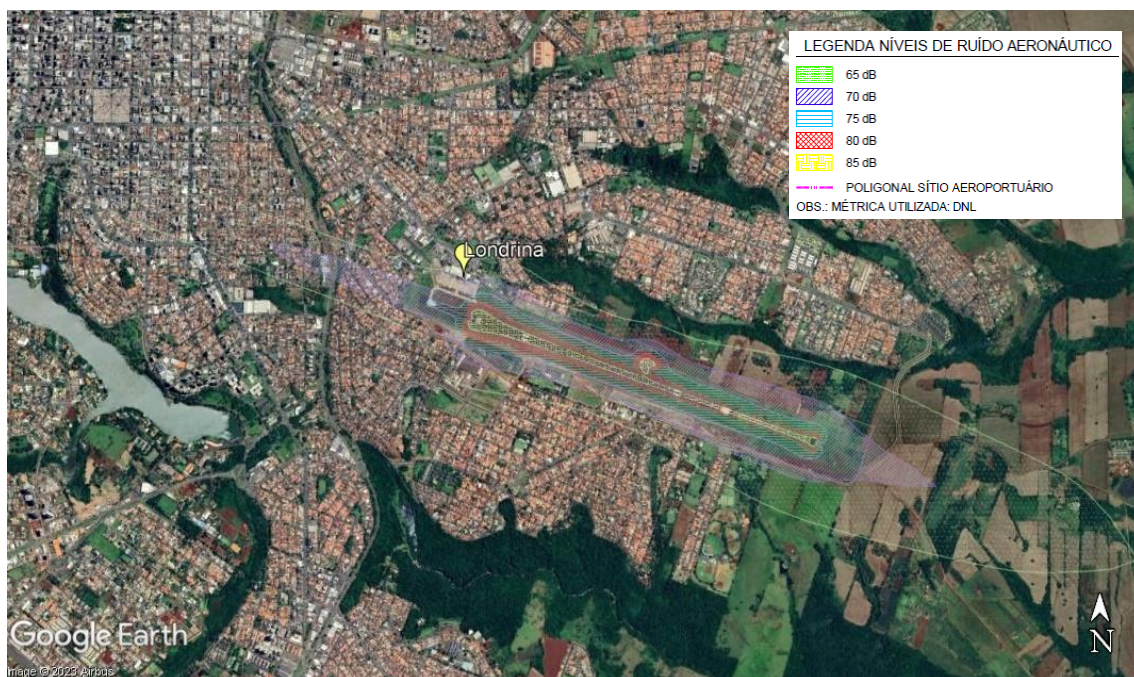 LEGENDA NÍVEIS DE RUÍDO AERONÁUTICO
65 dB
70 dB
75 dB
80 dB
85 dB
POLIGONAL SÍTIO AEROPORTUÁRIO
OBS.: MÉTRICA UTILIZADA: DNL
Londrina
N
Google Earth
Image © 2023 Airbus